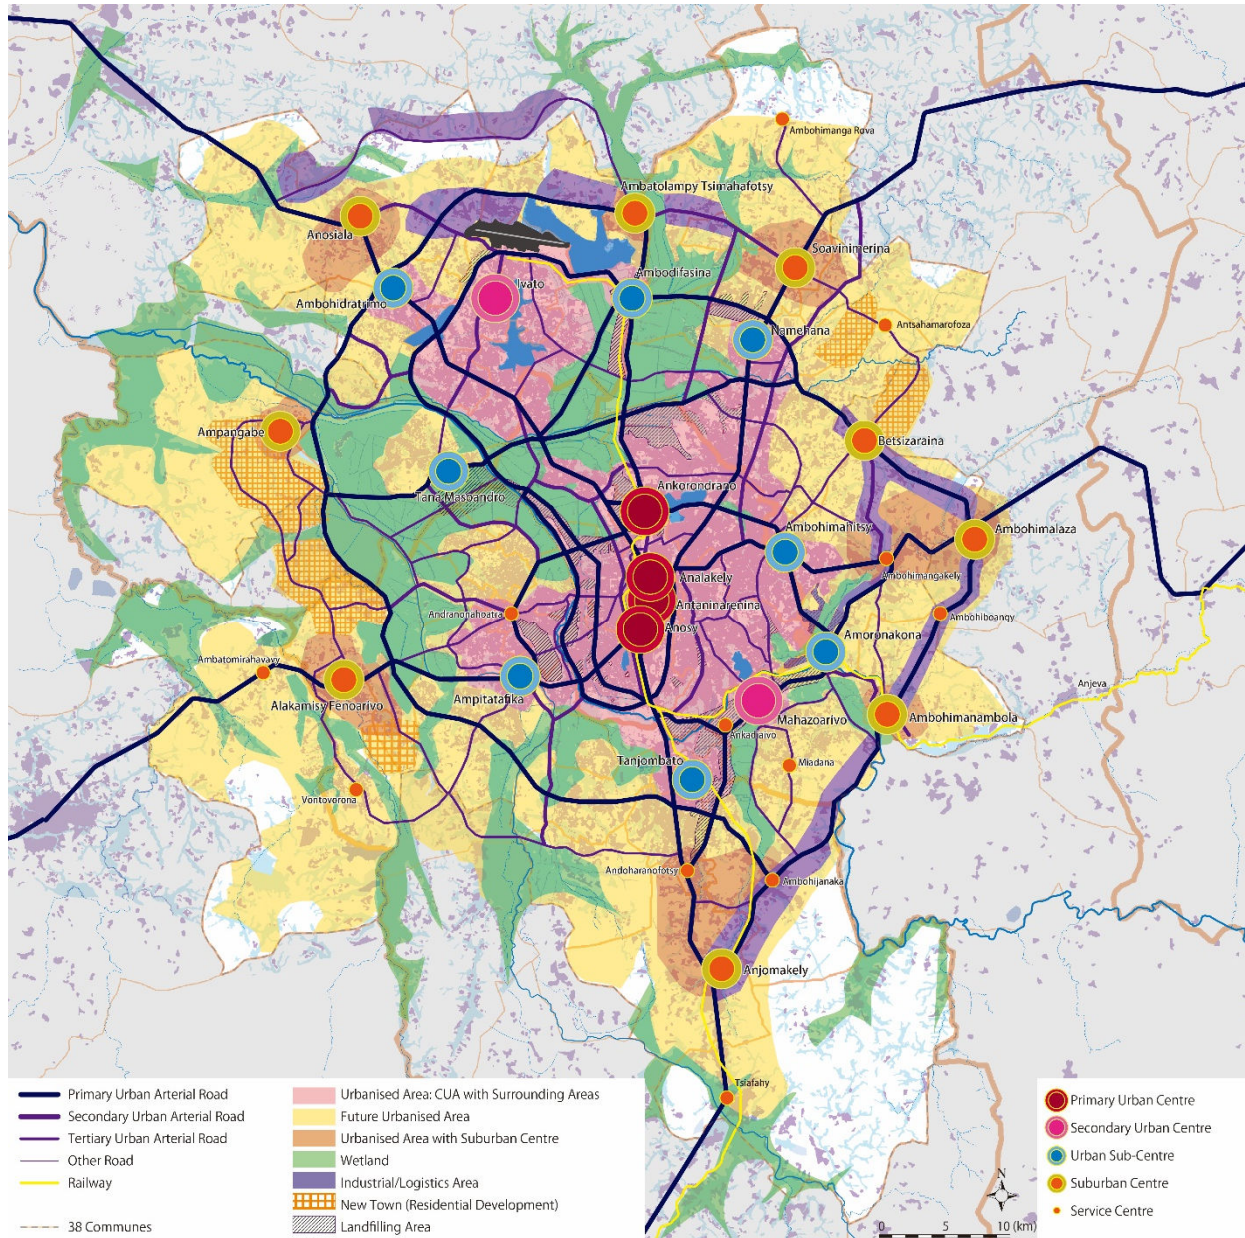 Ambohimanga Rova
Ambatolampy Tsimahafotsy
Anosiala
Soavinimerina
Ambodifasina
Ivato
Ambohidratrimo
Antsahamarofoza
Namehana
Ampangabe
Betsizaraina
Ankorondrano
Tana-Masoandro
Ambohimahitsy
Ambohimalaza
Ambohimangakely
Analakely
Antaninarenina
Andranonahoatra
Ambohiboangy
Anosy
Amoronakona
Ambatomirahavavy
Anjeva
Alakamisy Fenoarivo
Ampitatafika
Mahazoarivo
Ambohimanambola
Ankadiaivo
Tanjombato
Miadana
Vontovorona
Andoharanofotsy
Ambohijanaka
Anjomakely
Tsiafahy
Primary Urban Arterial Road
Secondary Urban Arterial Road
Tertiary Urban Arterial Road
Other Road
Railway
38 Communes
Urbanised Area: CUA with Surrounding Areas
Future Urbanised Area
Urbanised Area with Suburban Centre
Wetland
Industrial/Logistics Area
New Town (Residential Development)
Landfilling Area
Primary Urban Centre
Secondary Urban Centre
Urban Sub-Centre
Suburban Centre
Service Centre
N
0 5 10 (km)